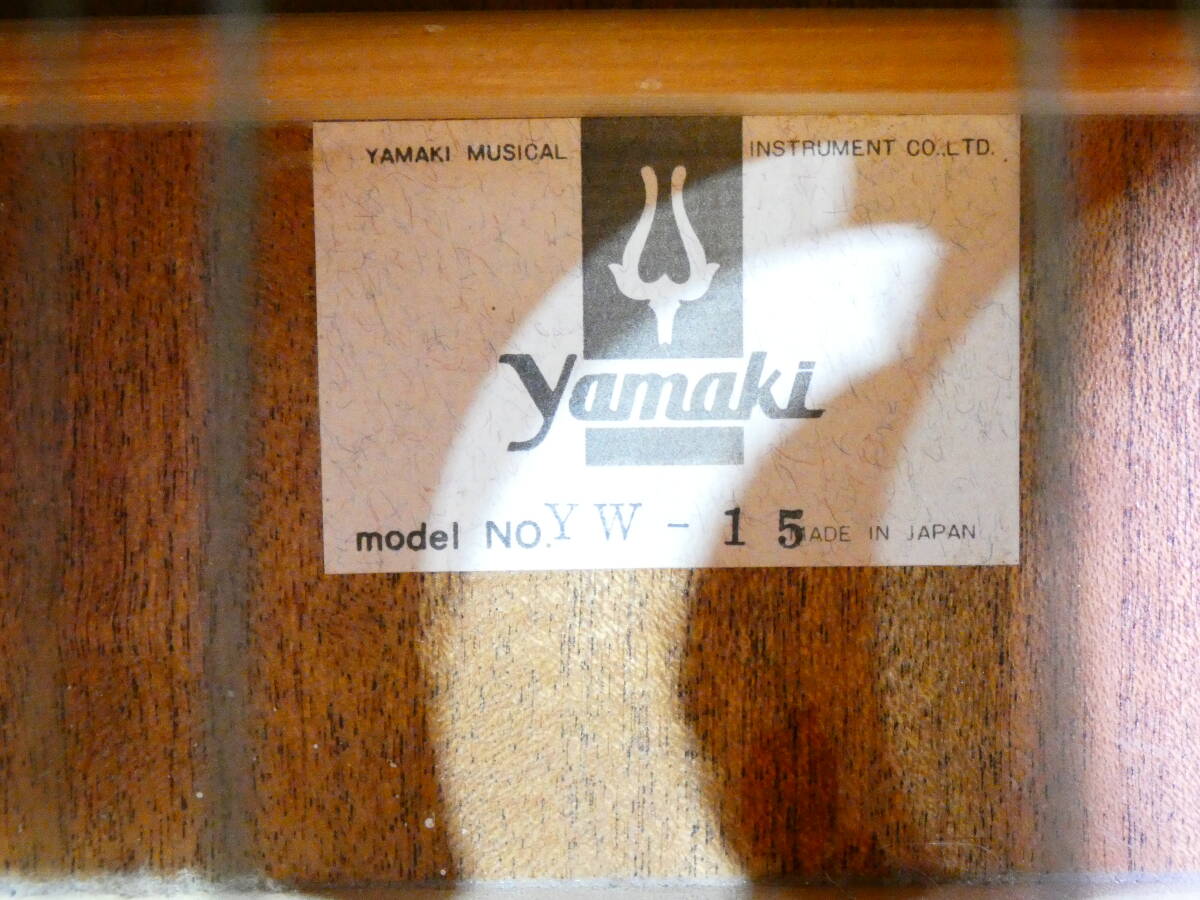 YAMAKI MUSICAL INSTRUMENT CO.,LTD.
Yamaki
model NO. YW-15 MADE IN JAPAN